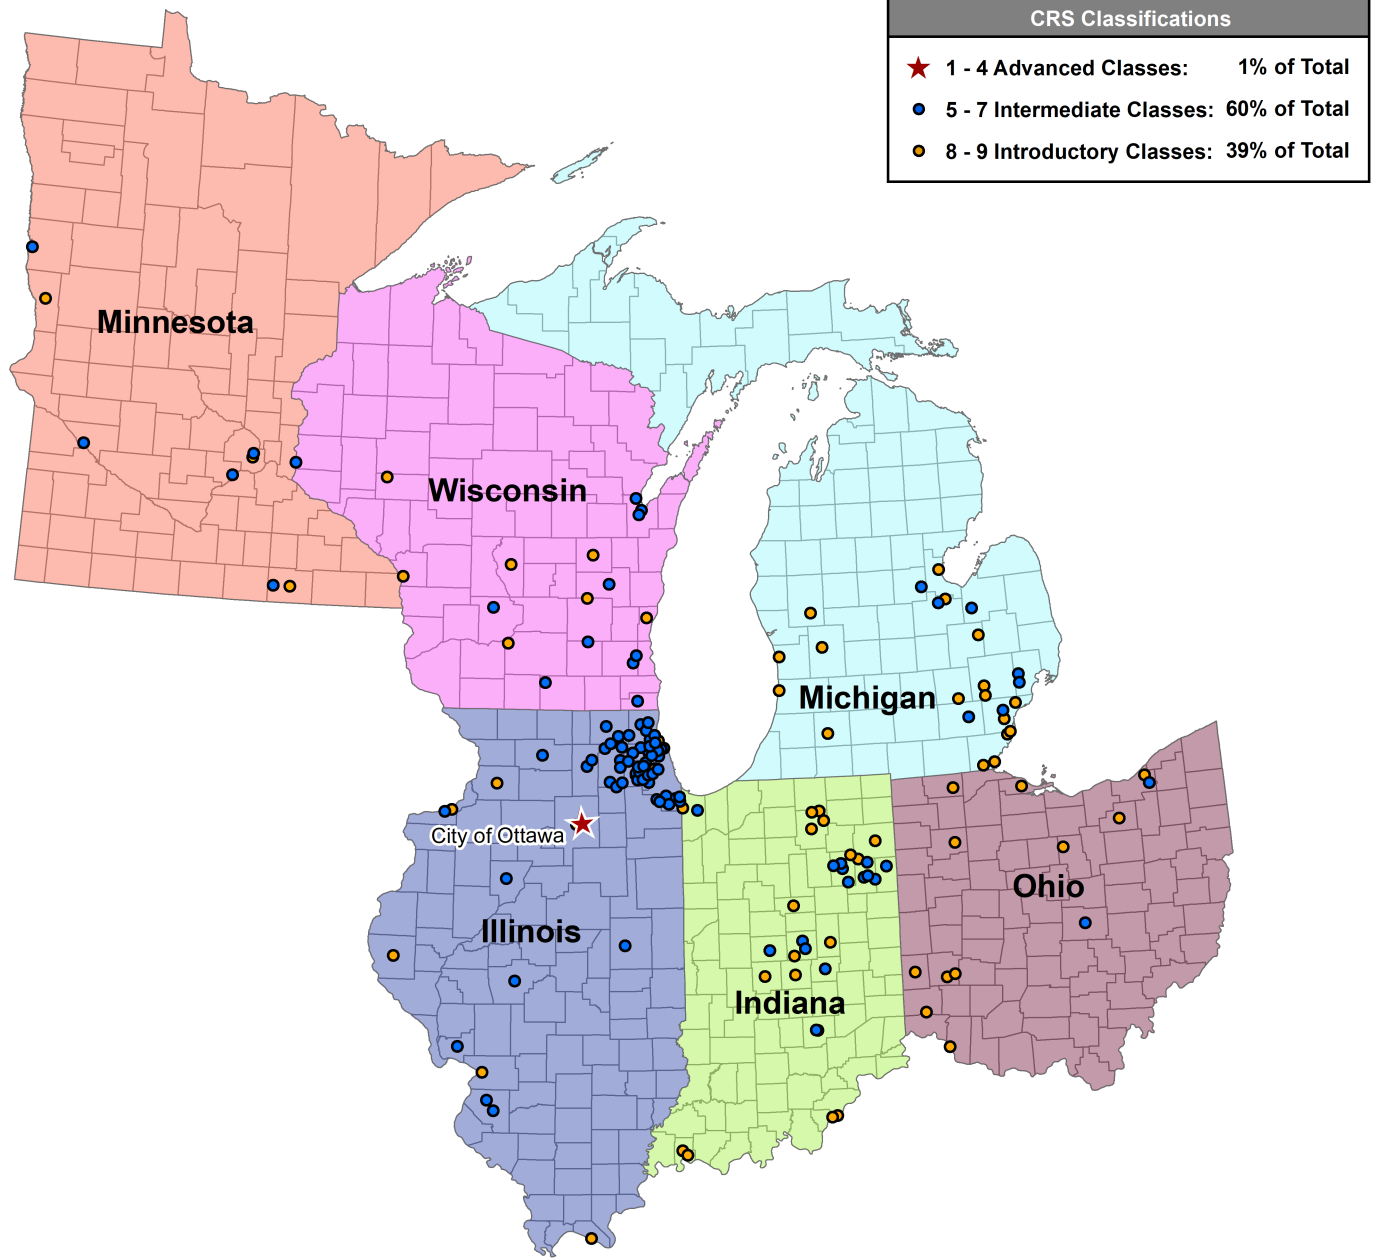 CRS Classifications
1 - 4 Advanced Classes: 1% of Total
5 - 7 Intermediate Classes: 60% of Total
8 - 9 Introductory Classes: 39% of Total
Minnesota
Wisconsin
Michigan
City of Ottawa
Ohio
Illinois
Indiana